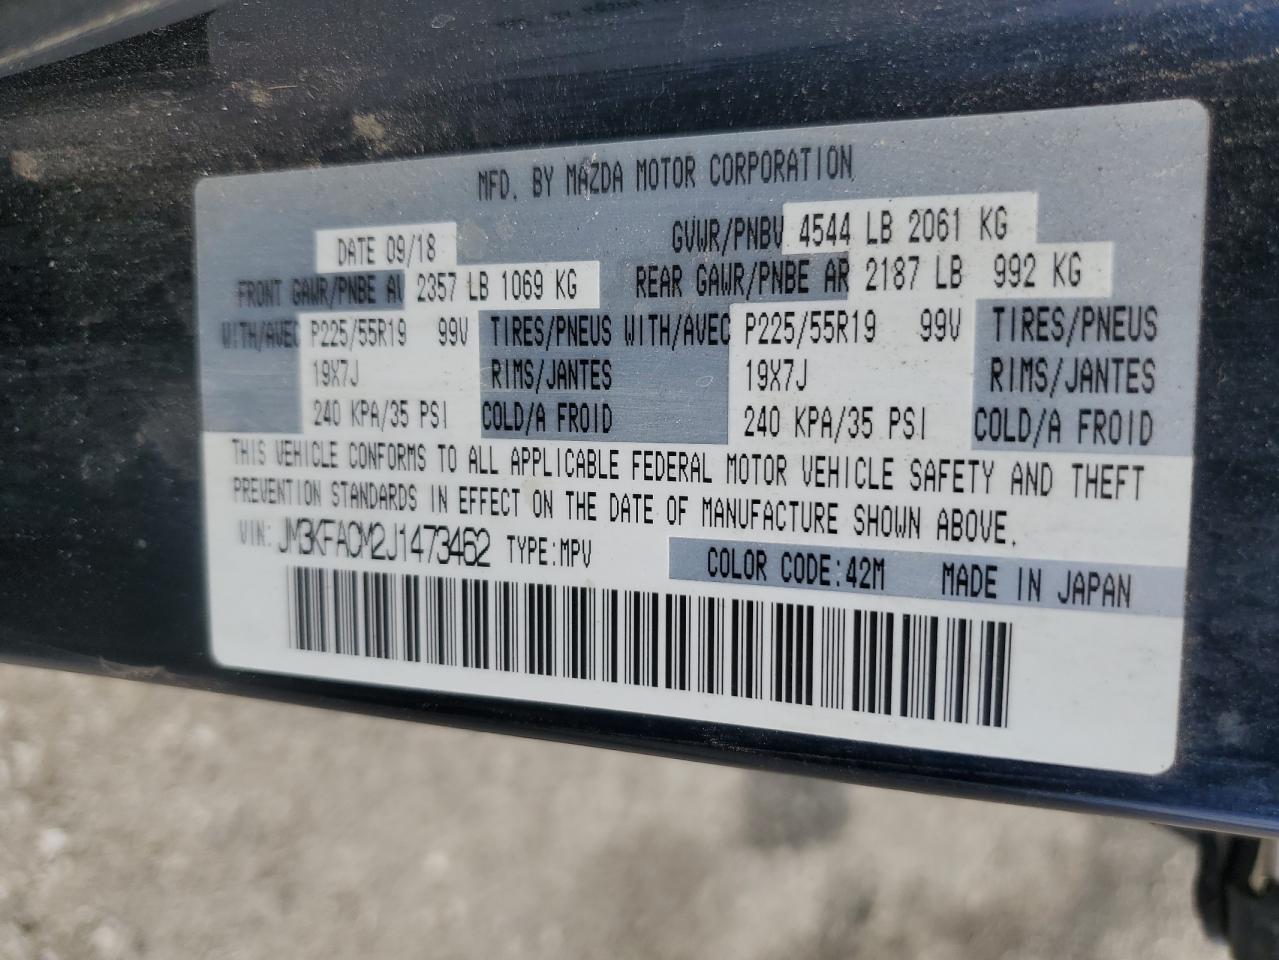 MFD. BY MAZDA MOTOR CORPORATION
DATE 09/18 GVWR/PNBV 4544 LB 2061 KG
FRONT GAWR/PNBE AV 2357 LB 1069 KG REAR GAWR/PNBE AR 2187 LB 992 KG
WITH/AVEC P225/55R19 99V TIRES/PNEUS WITH/AVEC P225/55R19 99V TIRES/PNEUS
19X7J RIMS/JANTES 19X7J RIMS/JANTES
240 KPA/35 PSI COLD/A FROID 240 KPA/35 PSI COLD/A FROID
THIS VEHICLE CONFORMS TO ALL APPLICABLE FEDERAL MOTOR VEHICLE SAFETY AND THEFT
PREVENTION STANDARDS IN EFFECT ON THE DATE OF MANUFACTURE SHOWN ABOVE.
VIN: JM3KFACM2J1473462 TYPE:MPV COLOR CODE:42M MADE IN JAPAN